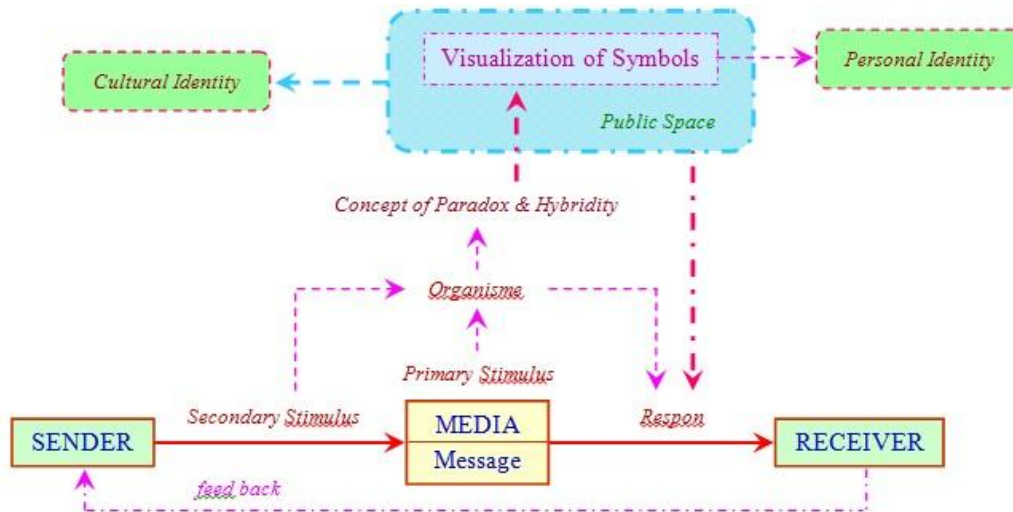 Visualization of Symbols
Personal Identity
Cultural Identity
Public Space
Concept of Paradox & Hybridity
Organisme
Primary Stimulus
Secondary Stimulus
Respon
SENDER
MEDIA
Message
RECEIVER
feed back